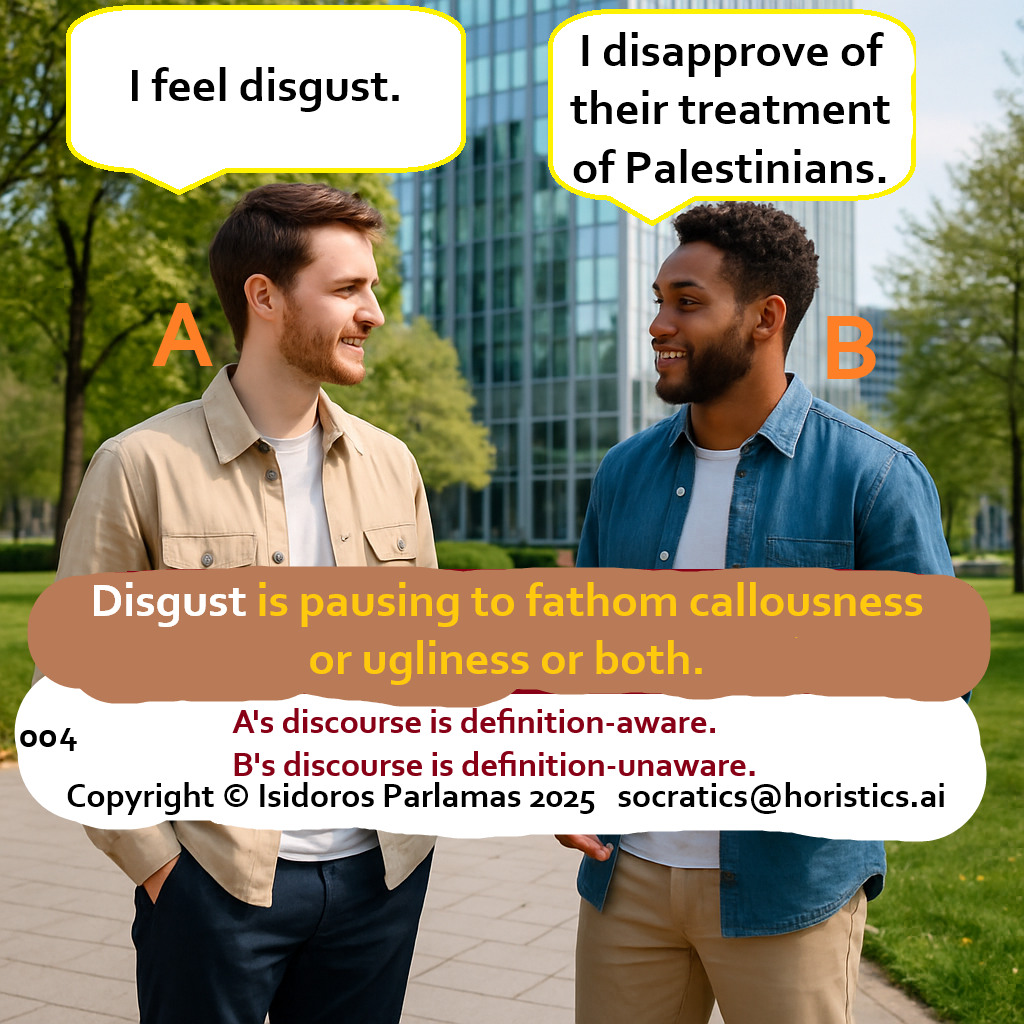 I feel disgust.
I disapprove of
their treatment
of Palestinians.
A
B
Disgust is pausing to fathom callousness
or ugliness or both.
A's discourse is definition-aware.
004
B's discourse is definition-unaware.
Copyright © Isidoros Parlamas 2025 socratics@horistics.ai